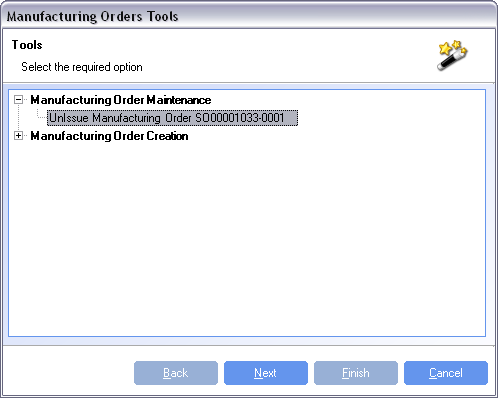 Manufacturing Orders Tools
Tools
Select the required option
Manufacturing Order Maintenance
UnIssue Manufacturing Order SO00001033-0001
Manufacturing Order Creation
Back Next Finish Cancel